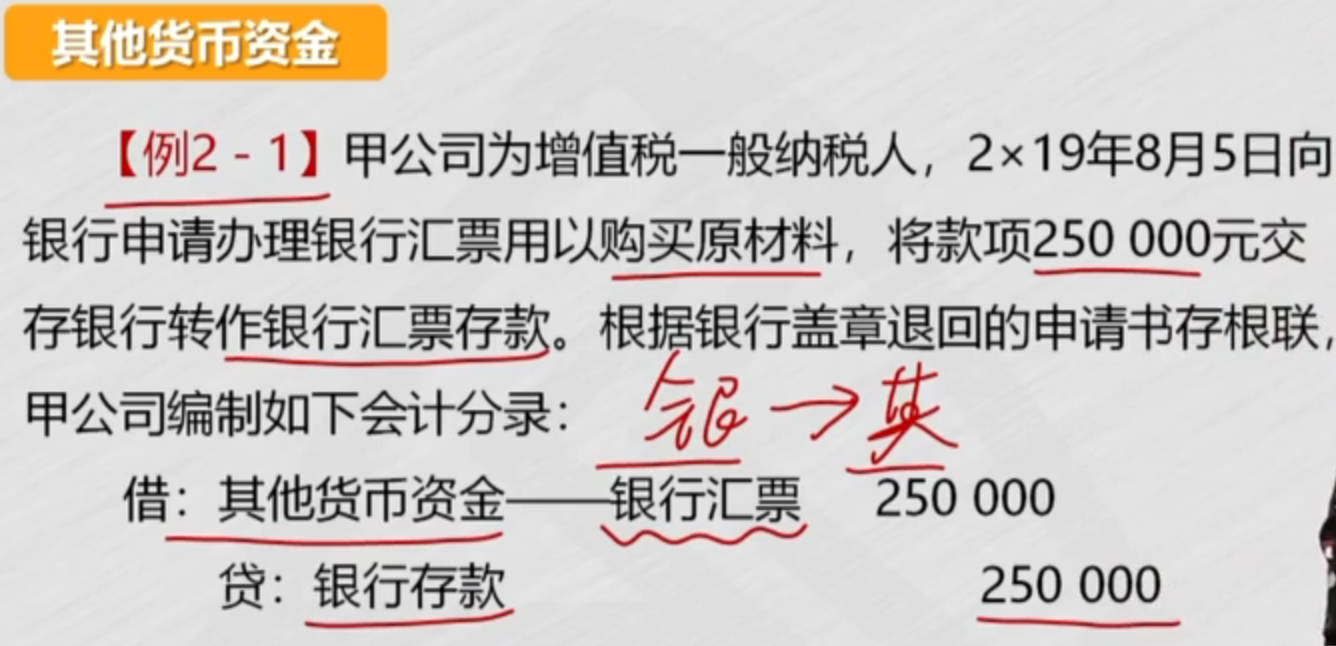 其他货币资金
【例2-1】甲公司为增值税一般纳税人，2×19年8月5日向
银行申请办理银行汇票用以购买原材料，将款项250 000元交
存银行转作银行汇票存款。根据银行盖章退回的申请书存根联，
甲公司编制如下会计分录：
银→其
借：其他货币资金——银行汇票 250 000
贷：银行存款 250 000